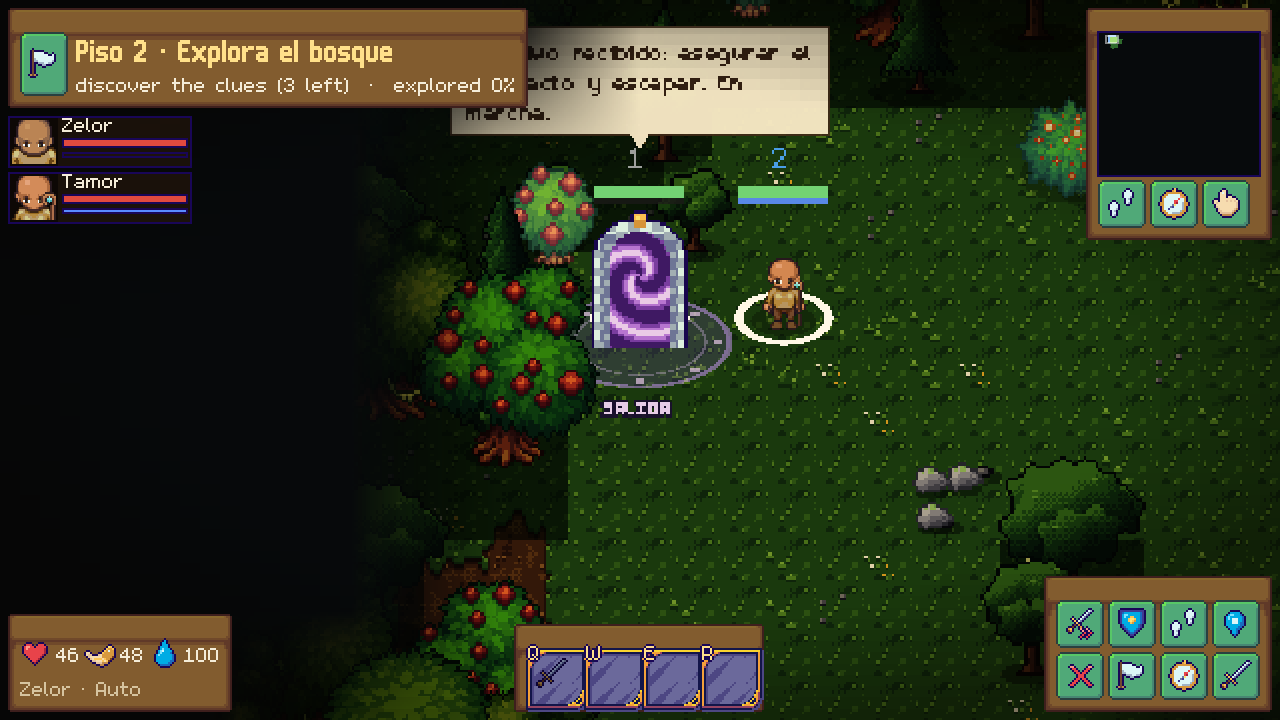 Piso 2 · Explora el bosque
discover the clues (3 left) · explored 0%
recibido: asegurar el
y escapar. En
marcha.
Zelor
Tamor
1
2
SALIDA
46 48 100
Zelor · Auto
Q W E R